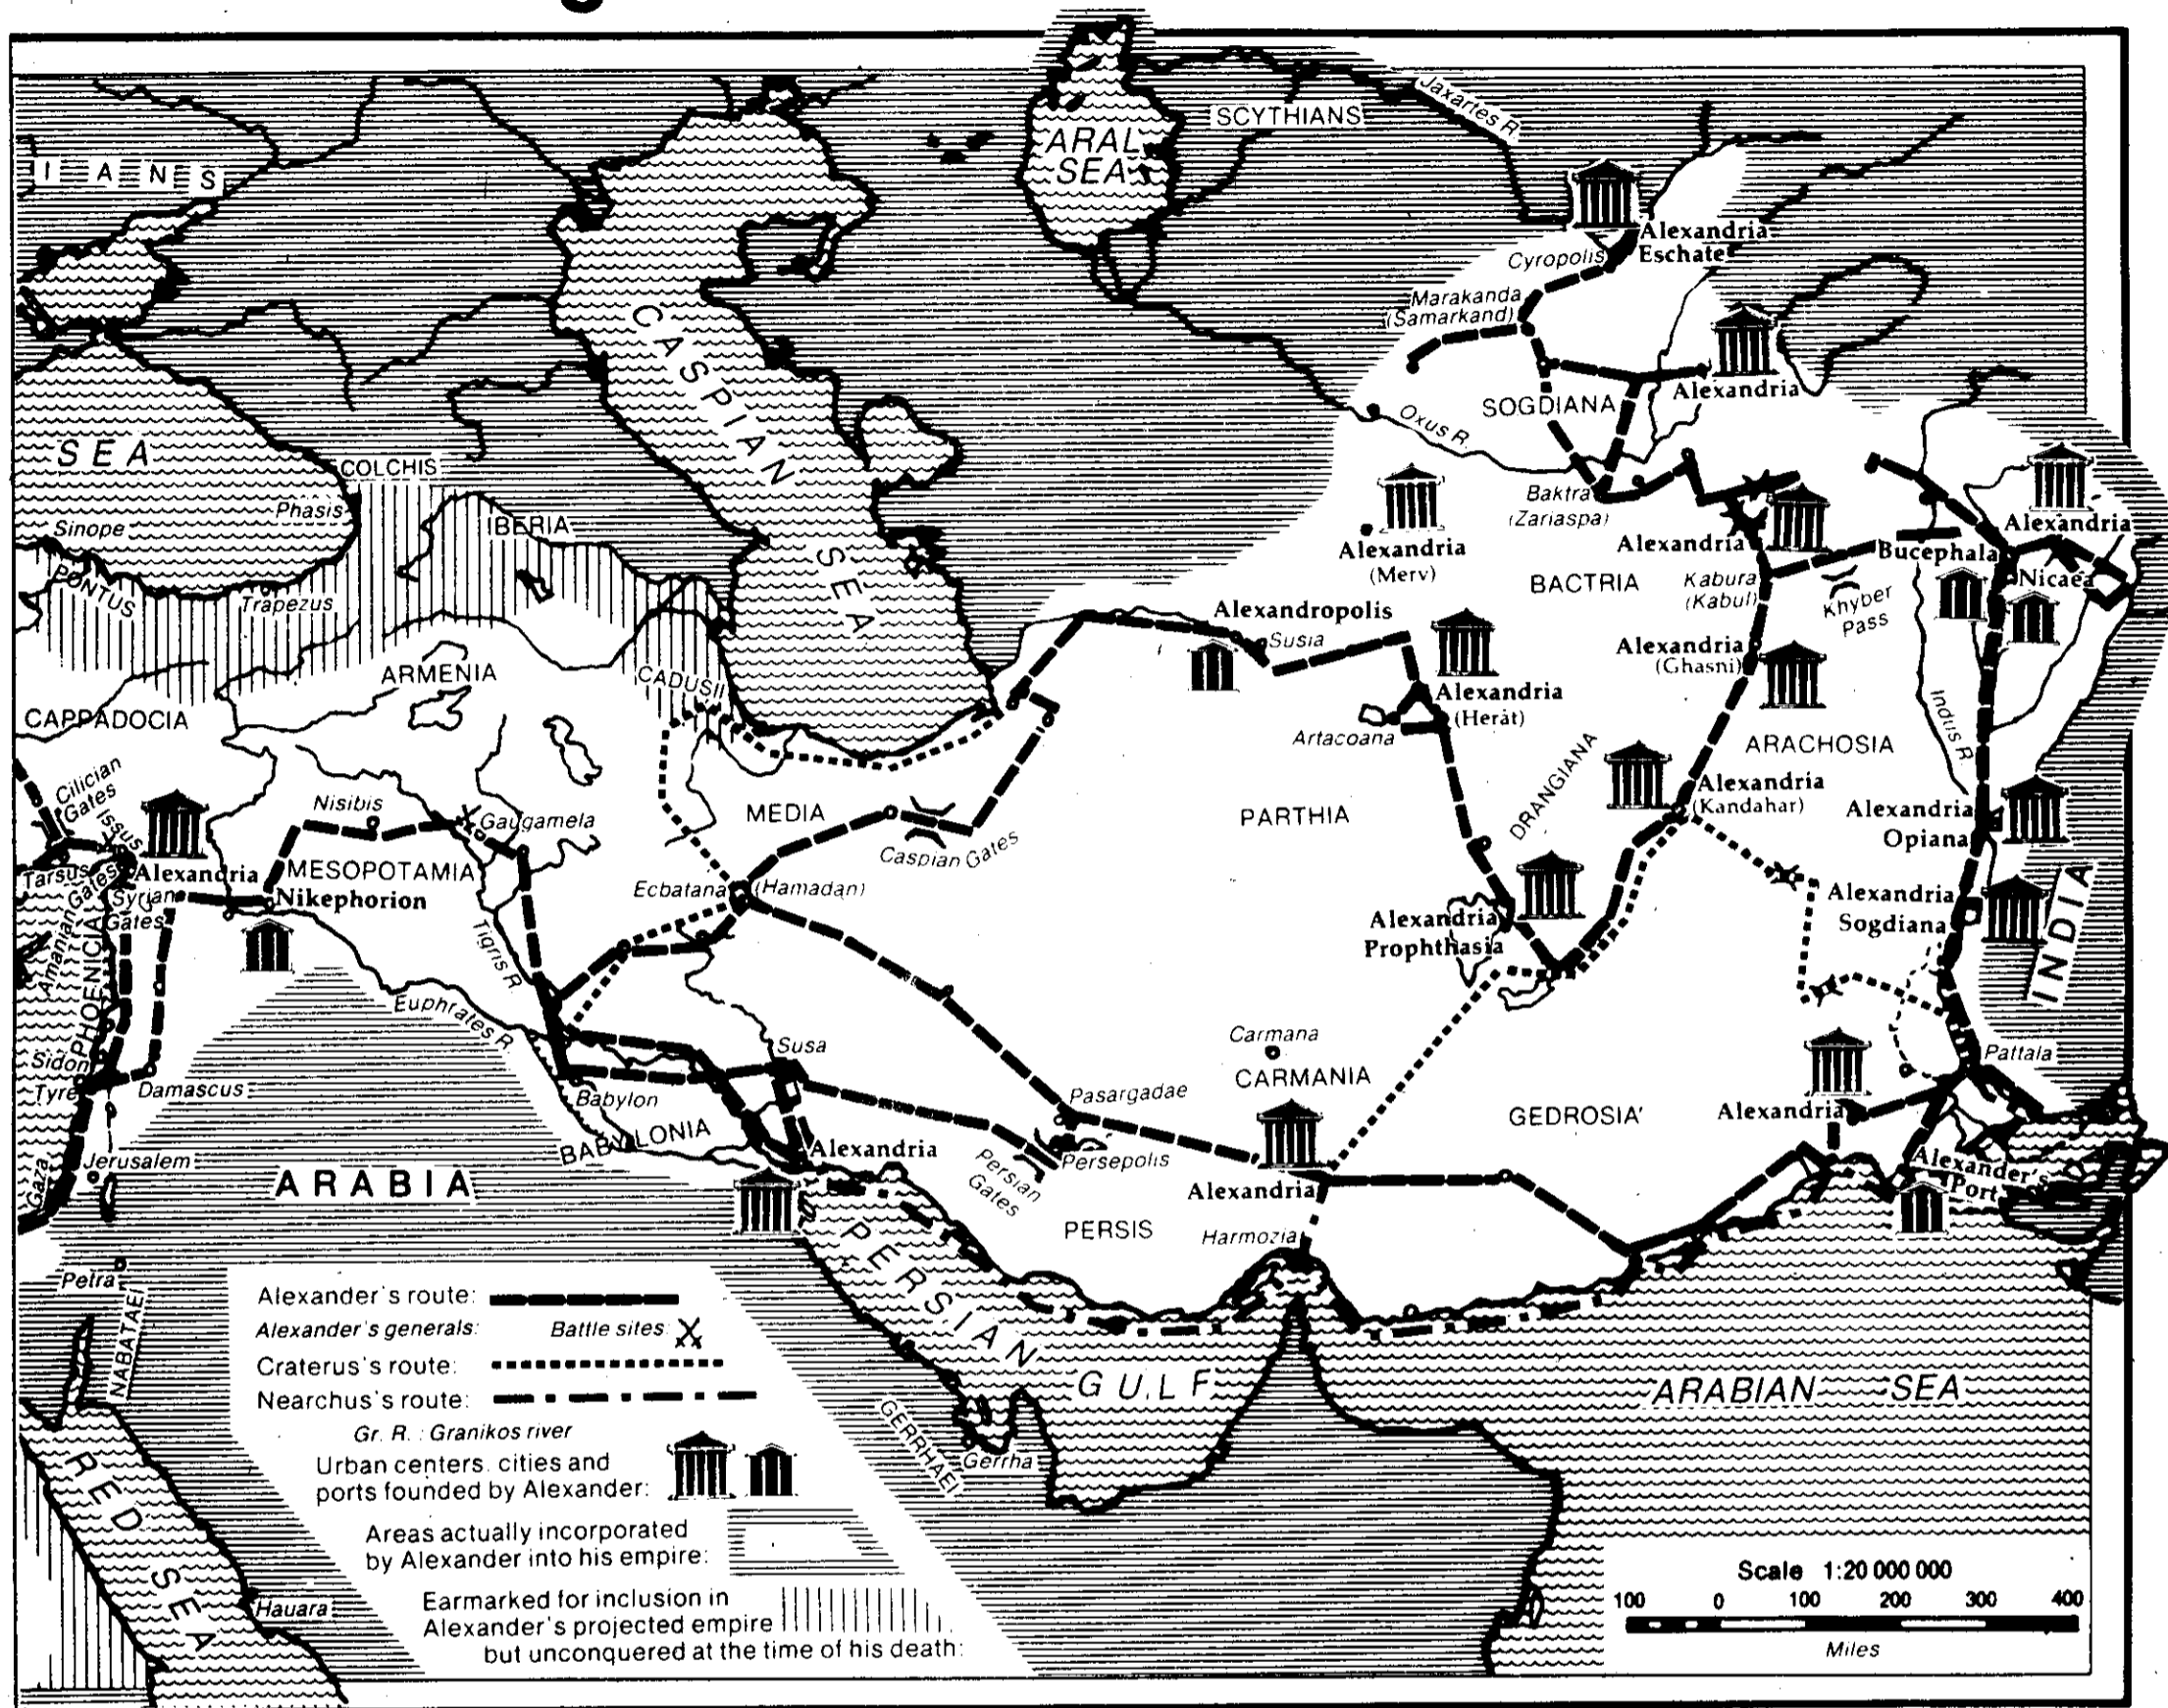 IANS
ARAL
SEA
SCYTHIANS
Jaxartes R.
Alexandria
Eschate
Cyropolis
Marakanda
(Samarkand)
CASPIAN SEA
Alexandria
SOGDIANA
Oxus R.
SEA
COLCHIS
Phasis
Sinope
IBERIA
PONTUS
Trapezus
Baktra
(Zariaspa)
Alexandria
(Merv)
Alexandria
BACTRIA
Kabura
(Kabul)
Khyber
Pass
Alexandria
Bucephala
Nicaea
Alexandropolis
Susia
Alexandria
(Ghasni)
ARMENIA
CADUSII
CAPPADOCIA
Alexandria
(Herat)
Artacoana
ARACHOSIA
Indus R.
DRANGIANA
Cilician
Gates
Issus
Nisibis
Gaugamela
MEDIA
Caspian Gates
PARTHIA
Alexandria
(Kandahar)
Alexandria
Opiana
Tarsus
Alexandria
MESOPOTAMIA
Nikephorion
Amanian Gates
Syrian
Gates
PHOENICIA
Ecbatana (Hamadan)
Alexandria
Prophthasia
Alexandria
Sogdiana
INDIA
Tigris R.
Euphrates R.
Sidon
Tyre
Damascus
Susa
Babylon
BABYLONIA
Carmana
CARMANIA
Pasargadae
GEDROSIA
Pattala
Alexandria
Alexander's
Port
Gaza
Jerusalem
ARABIA
Alexandria
Persian
Gates
Persepolis
Alexandria
PERSIS
Harmozia
Petra
NABATAEI
PERSIAN
GULF
ARABIAN SEA
GERRHAEI
Gerrha
RED SEA
Hauara
Alexander's route:
Alexander's generals: Battle sites:
Craterus's route:
Nearchus's route:
Gr. R. : Granikos river
Urban centers, cities and
ports founded by Alexander:
Areas actually incorporated
by Alexander into his empire:
Earmarked for inclusion in
Alexander's projected empire
but unconquered at the time of his death:
Scale 1:20 000 000
100 0 100 200 300 400
Miles